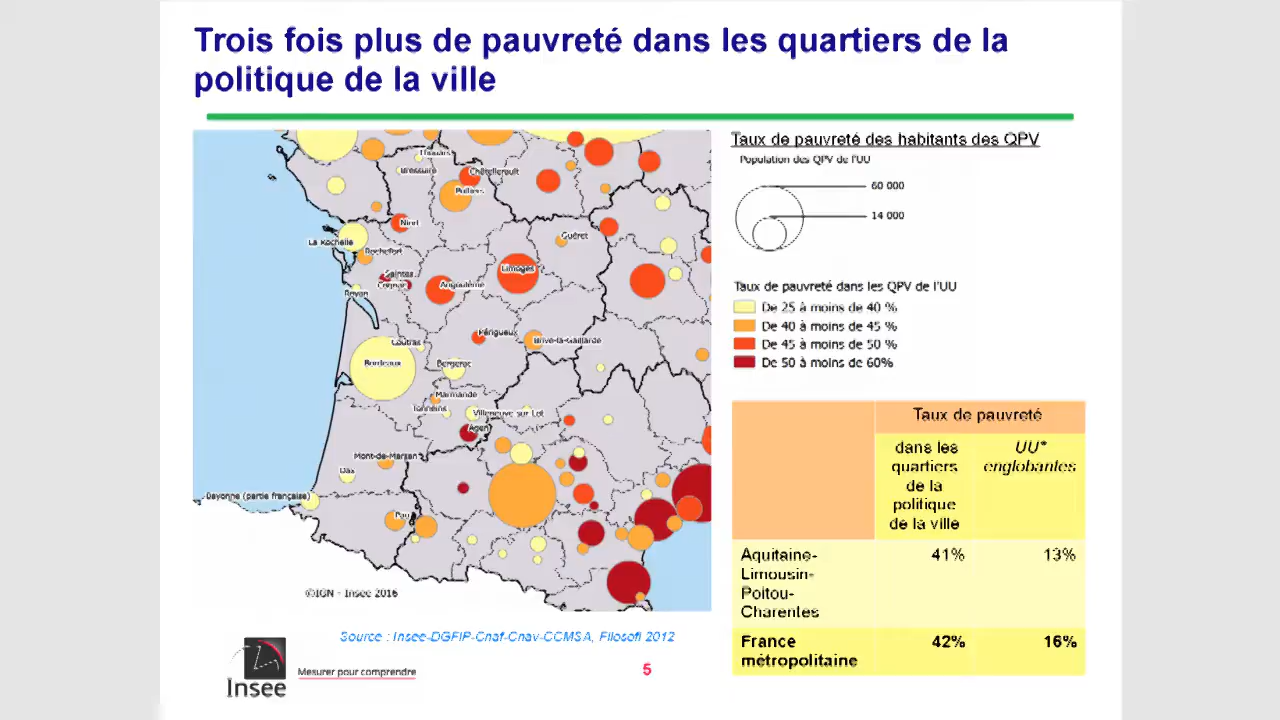 Trois fois plus de pauvreté dans les quartiers de la
politique de la ville
Thouars
Bressuire
Châtellerault
Poitiers
Niort
La Rochelle
Rochefort
Saintes
Cognac
Royan
Angoulême
Limoges
Guéret
Périgueux
Brive-la-Gaillarde
Coutras
Bordeaux
Bergerac
Marmande
Tonneins
Villeneuve sur Lot
Agen
Mont-de-Marsan
Dax
Bayonne (partie française)
Pau
©IGN - Insee 2016
Taux de pauvreté des habitants des QPV
Population des QPV de l'UU
60 000
14 000
Taux de pauvreté dans les QPV de l'UU
De 25 à moins de 40 %
De 40 à moins de 45 %
De 45 à moins de 50 %
De 50 à moins de 60%
Taux de pauvreté
dans les
quartiers
de la
politique
de la ville
UU*
englobantes
Aquitaine-
Limousin-
Poitou-
Charentes
41%
13%
France
métropolitaine
42%
16%
Source : Insee-DGFIP-Cnaf-Cnav-CCMSA, Filosofi 2012
Insee
Mesurer pour comprendre
5